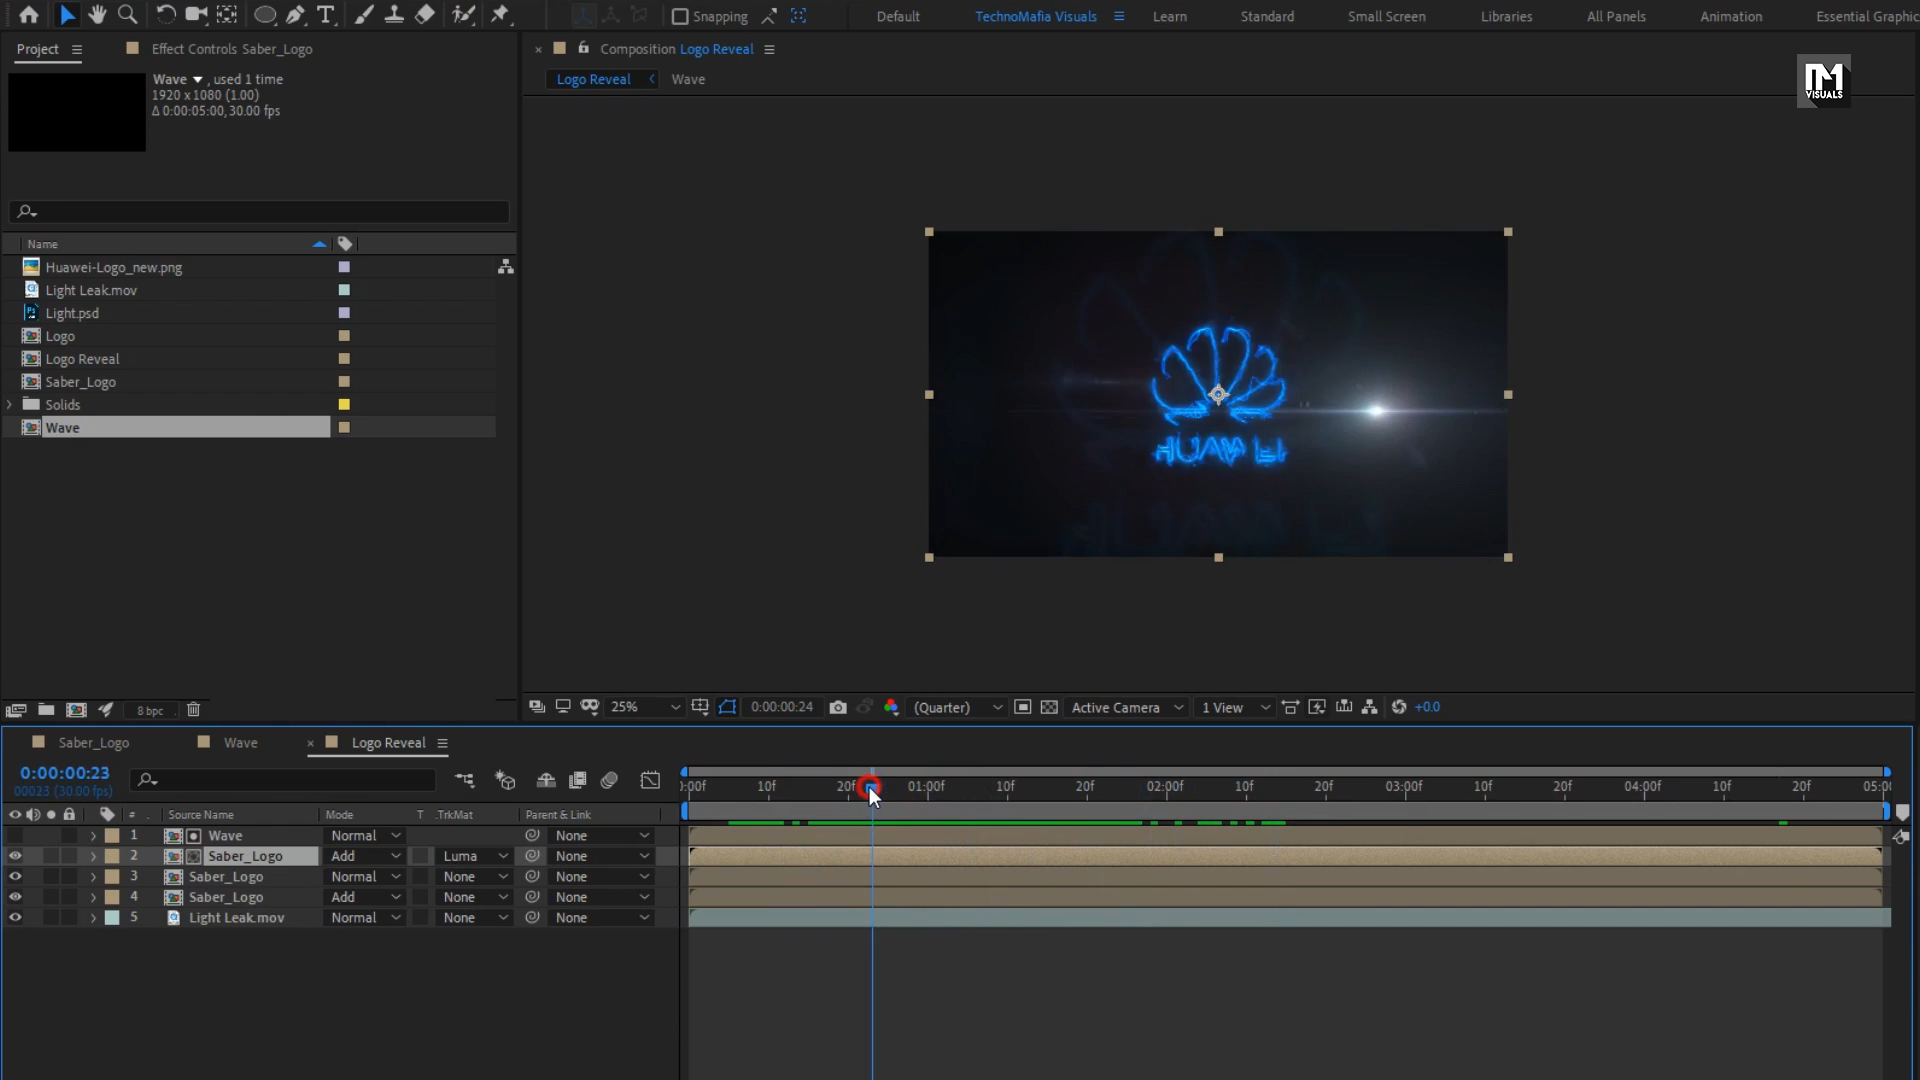 Snapping
Default
TechnoMafia Visuals
Learn
Standard
Small Screen
Libraries
All Panels
Animation
Essential Graphic
Project
Effect Controls Saber_Logo
Composition Logo Reveal
Wave , used 1 time
1920 x 1080 (1.00)
Δ 0:00:05:00, 30.00 fps
Logo Reveal
Wave
VISUALS
Name
Huawei-Logo_new.png
Light Leak.mov
Light.psd
Logo
Logo Reveal
Saber_Logo
Solids
Wave
8 bpc
25%
0:00:00:24
(Quarter)
Active Camera
1 View
+0.0
Saber_Logo
Wave
Logo Reveal
0:00:00:23
00023 (30.00 fps)
):00f 10f 20f 01:00f 10f 20f 02:00f 10f 20f 03:00f 10f 20f 04:00f 10f 20f 05:0
# Source Name Mode T .TrkMat Parent & Link
1 Wave Normal None
2 Saber_Logo Add Luma None
3 Saber_Logo Normal None None
4 Saber_Logo Add None None
5 Light Leak.mov Normal None None